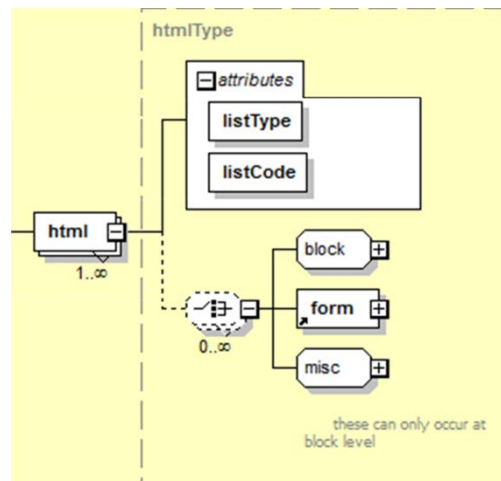 htmlType
attributes
listType
listCode
html
1..∞
block
0..∞
form
misc
these can only occur at
block level